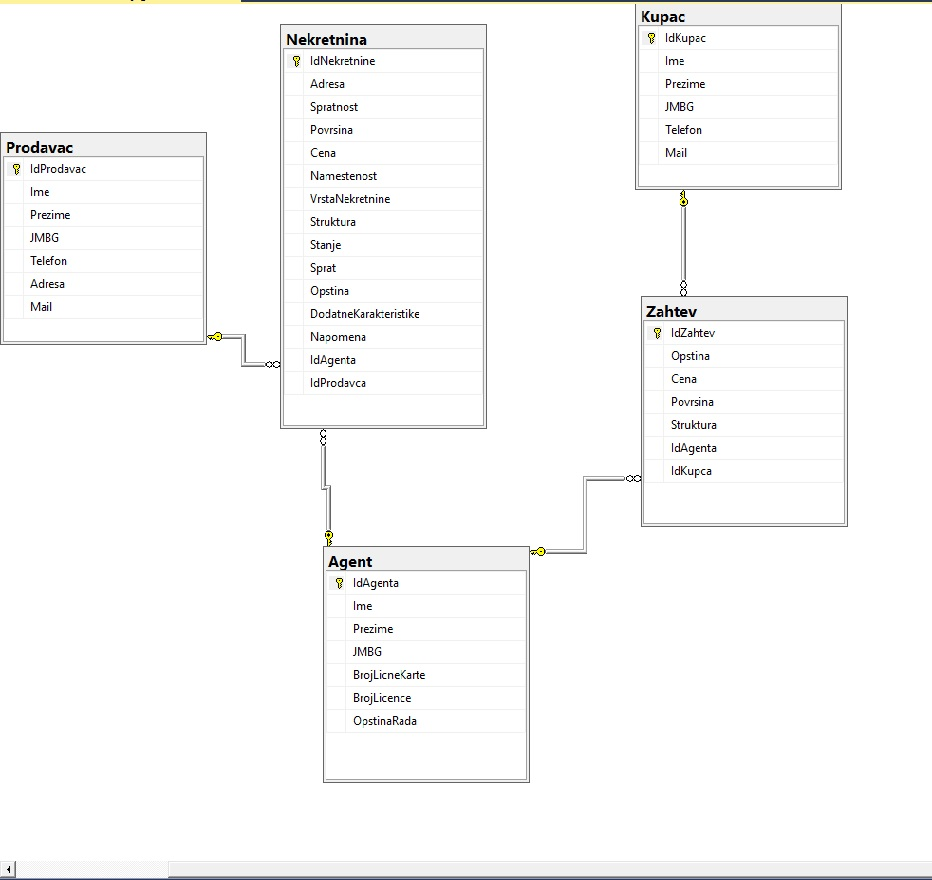 Prodavac
IdProdavac
Ime
Prezime
JMBG
Telefon
Adresa
Mail
Nekretnina
IdNekretnine
Adresa
Spratnost
Povrsina
Cena
Namestenost
VrstaNekretnine
Struktura
Stanje
Sprat
Opstina
DodatneKarakteristike
Napomena
IdAgenta
IdProdavca
Kupac
IdKupac
Ime
Prezime
JMBG
Telefon
Mail
Zahtev
IdZahtev
Opstina
Cena
Povrsina
Struktura
IdAgenta
IdKupca
Agent
IdAgenta
Ime
Prezime
JMBG
BrojLicneKarte
BrojLicence
OpstinaRada